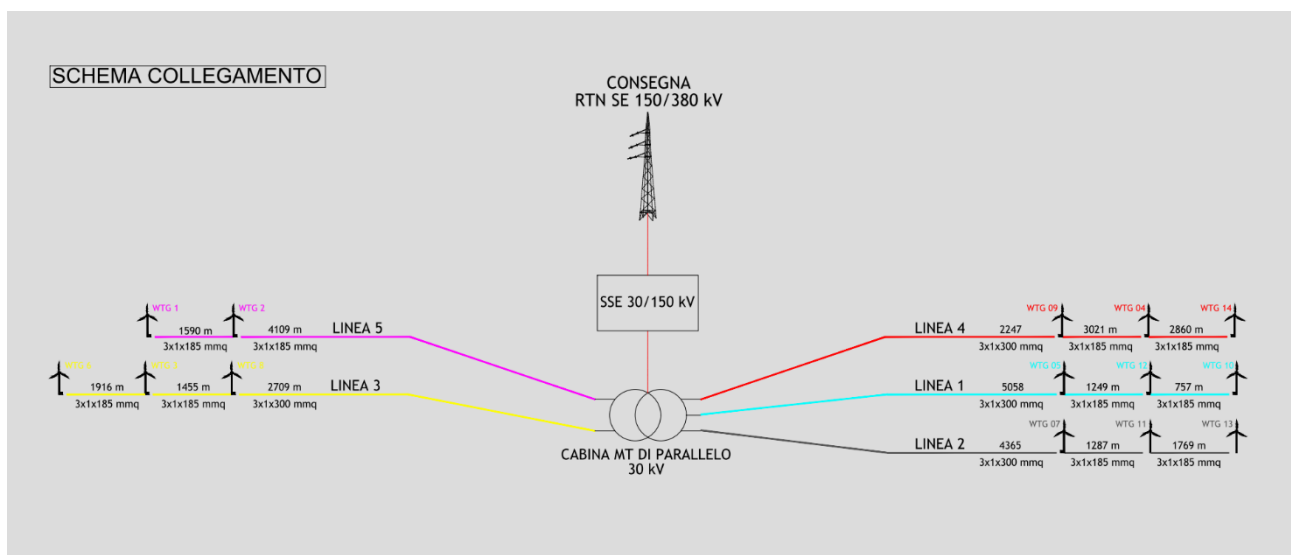 SCHEMA COLLEGAMENTO
CONSEGNA
RTN SE 150/380 kV
SSE 30/150 kV
WTG 1
WTG 2
1590 m
4109 m
LINEA 5
3x1x185 mmq
3x1x185 mmq
1916 m
1455 m
2709 m
LINEA 3
3x1x185 mmq
3x1x185 mmq
3x1x300 mmq
CABINA MT DI PARALLELO
30 kV
WTG 09
WTG 04
WTG 14
LINEA 4
2247
3021 m
2860 m
3x1x300 mmq
3x1x185 mmq
3x1x185 mmq
WTG 05
WTG 12
WTG 10
LINEA 1
5058
1249 m
757 m
3x1x300 mmq
3x1x185 mmq
3x1x185 mmq
WTG 07
WTG 11
WTG 13
LINEA 2
4365
1287 m
1769 m
3x1x300 mmq
3x1x185 mmq
3x1x185 mmq